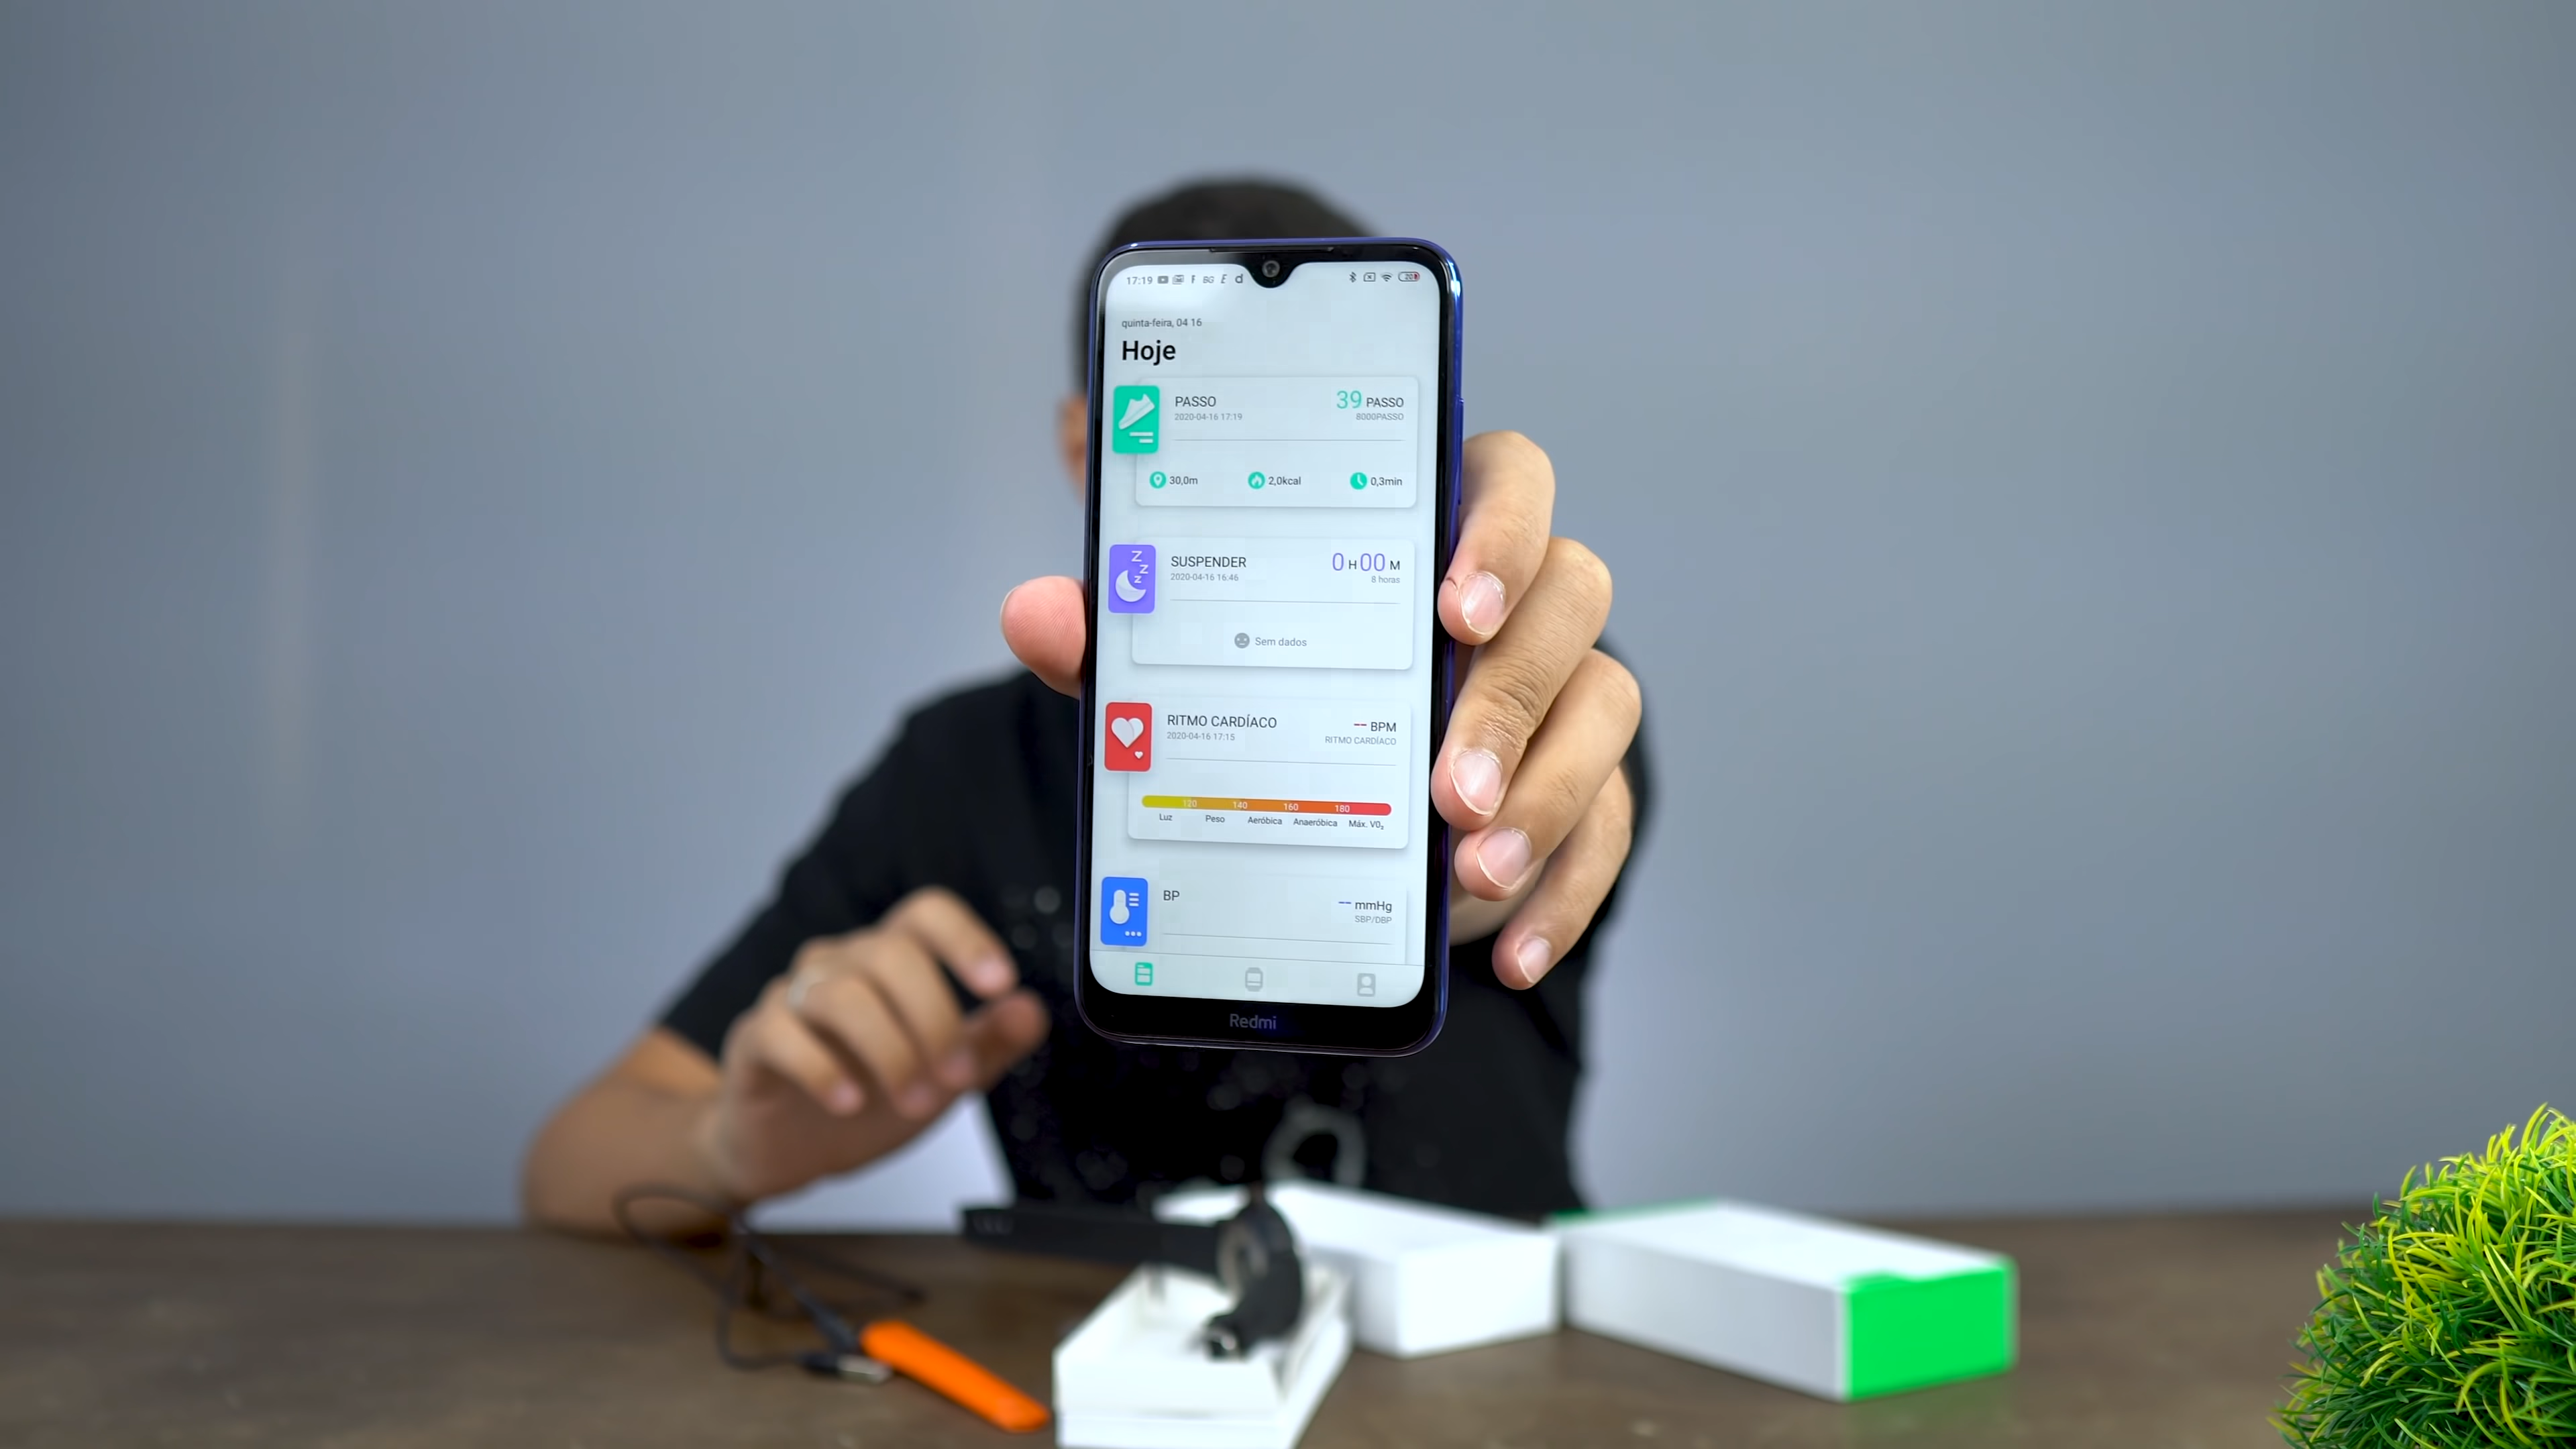 17:19 BG E d 20
quinta-feira, 04 16
Hoje
PASSO 39 PASSO
2020-04-16 17:19 8000PASSO
30,0m 2,0kcal 0,3min
SUSPENDER 0 H 00 M
2020-04-16 16:46 8 horas
Sem dados
RITMO CARDÍACO -- BPM
2020-04-16 17:15 RITMO CARDÍACO
120 140 160 180
Luz Peso Aeróbica Anaeróbica Máx. VO₂
BP -- mmHg
SBP/DBP
Redmi